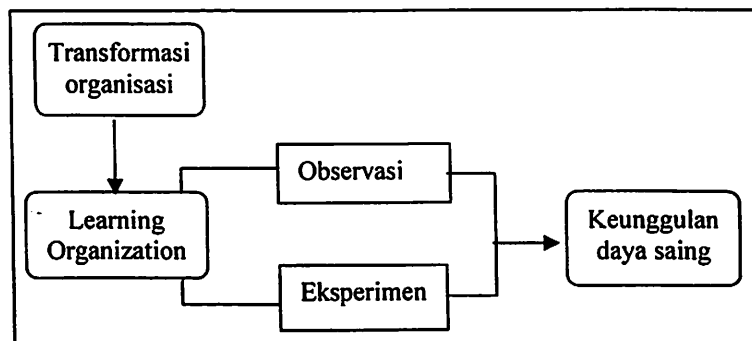 Transformasi
organisasi
Observasi
Learning
Organization
Keunggulan
daya saing
Eksperimen